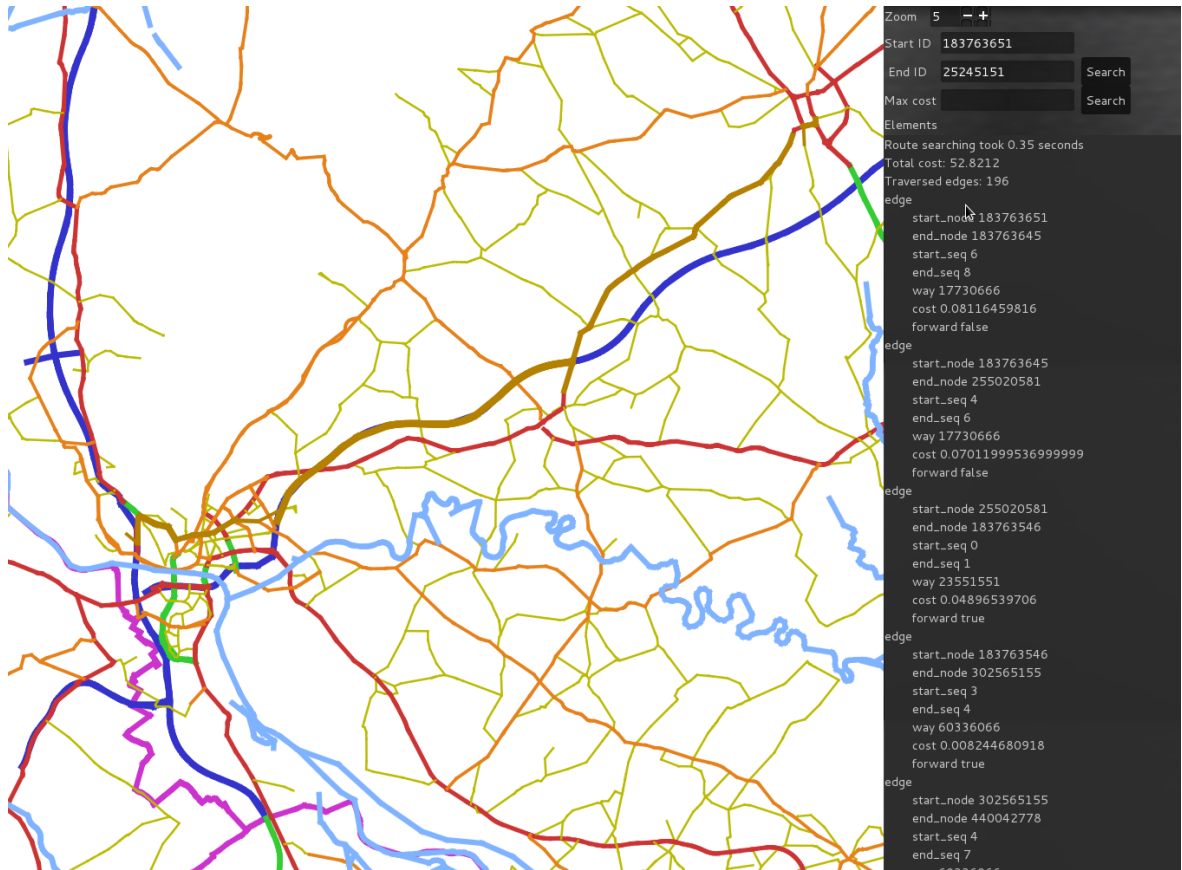 Zoom 5 − +
Start ID 183763651
End ID 25245151 Search
Max cost Search
Elements
Route searching took 0.35 seconds
Total cost: 52.8212
Traversed edges: 196
edge
start_node 183763651
end_node 183763645
start_seq 6
end_seq 8
way 17730666
cost 0.08116459816
forward false
edge
start_node 183763645
end_node 255020581
start_seq 4
end_seq 6
way 17730666
cost 0.07011999536999999
forward false
edge
start_node 255020581
end_node 183763546
start_seq 0
end_seq 1
way 23551551
cost 0.04896539706
forward true
edge
start_node 183763546
end_node 302565155
start_seq 3
end_seq 4
way 60336066
cost 0.008244680918
forward true
edge
start_node 302565155
end_node 440042778
start_seq 4
end_seq 7